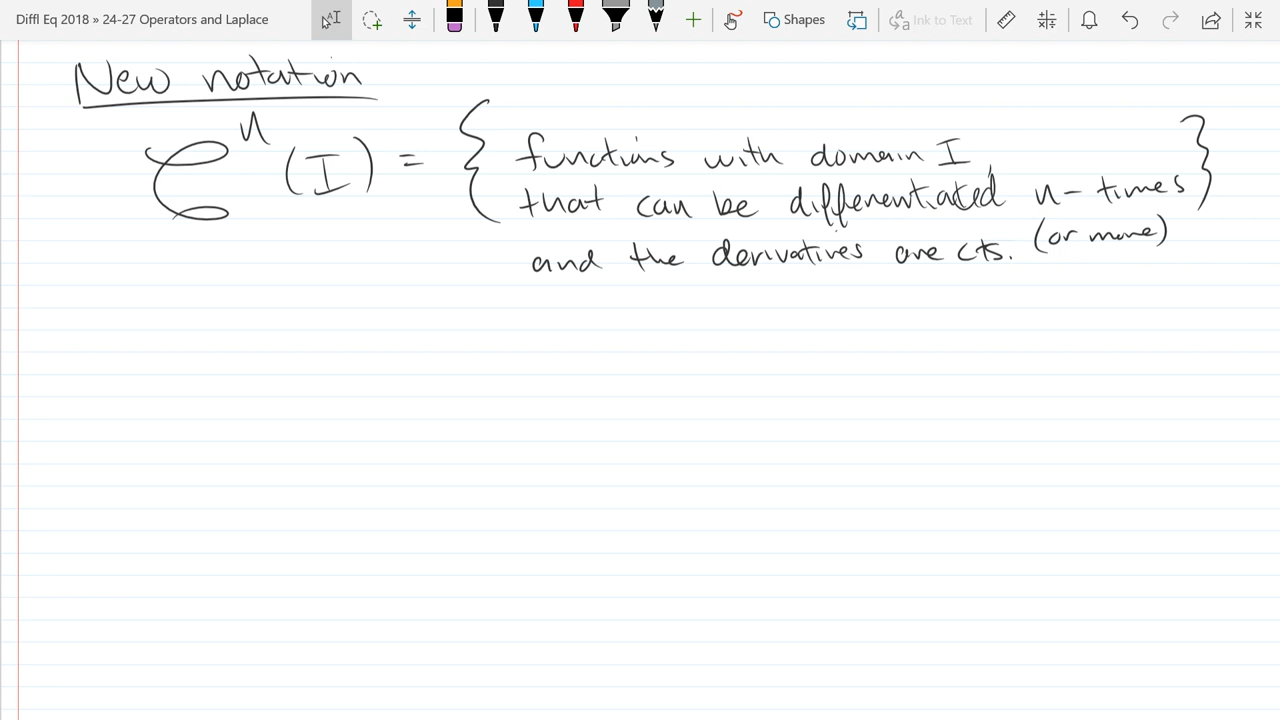 Diffl Eq 2018 » 24-27 Operators and Laplace
Shapes
Ink to Text
New notation
𝒞ⁿ(I) = { functions with domain I,
that can be differentiated n-times }
(or more)
and the derivatives are cts.